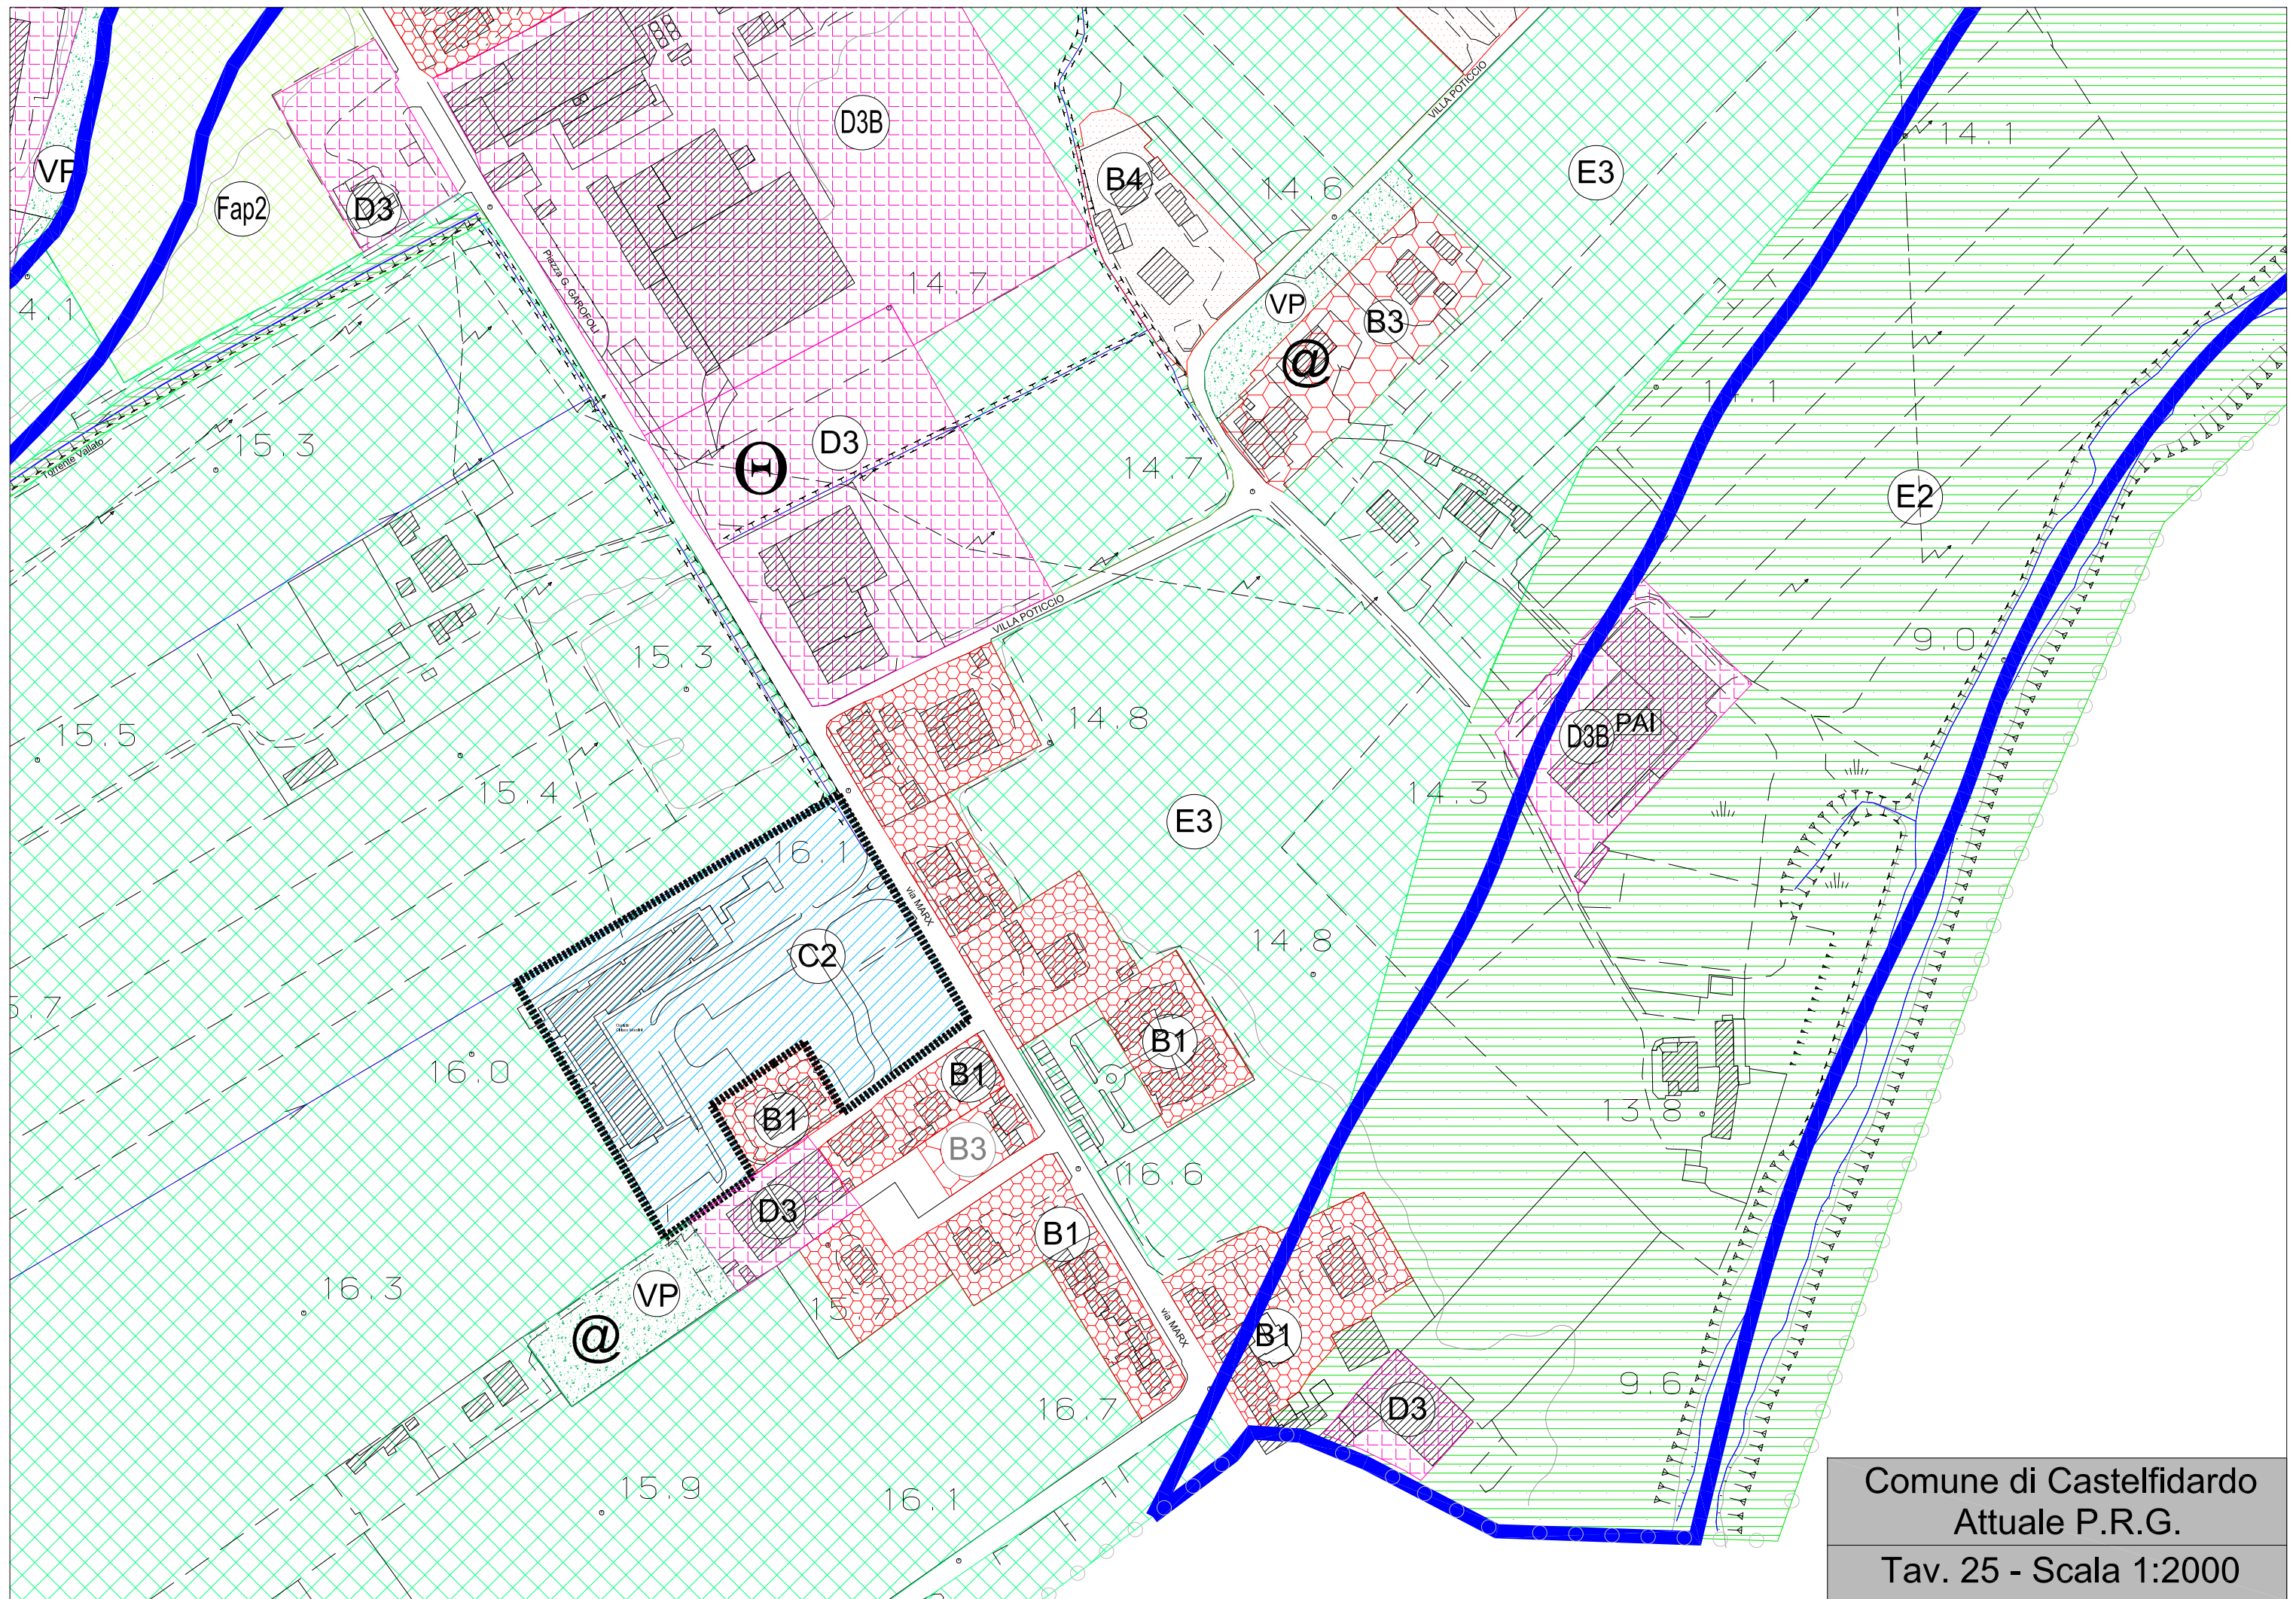 VILLA POTICCIO
14.1
D3B
E3
VP
B4
14.6
Fap2
D3
Piazza G. GAROFOLI
14.7
4.1
VP
B3
@
14.1
15.3
Torrente Vallato
D3
Θ
14.7
E2
VILLA POTICCIO
9.0
15.3
14.8
15.5
D3B
PAI
15.4
14.3
E3
16.1
via MARX
C2
14.8
5.7
B1
16.0
B1
B1
13.8
B3
16.6
D3
B1
16.3
VP
15.7
@
via MARX
B1
9.6
16.7
D3
15.9
16.1
Comune di Castelfidardo
Attuale P.R.G.
Tav. 25 - Scala 1:2000